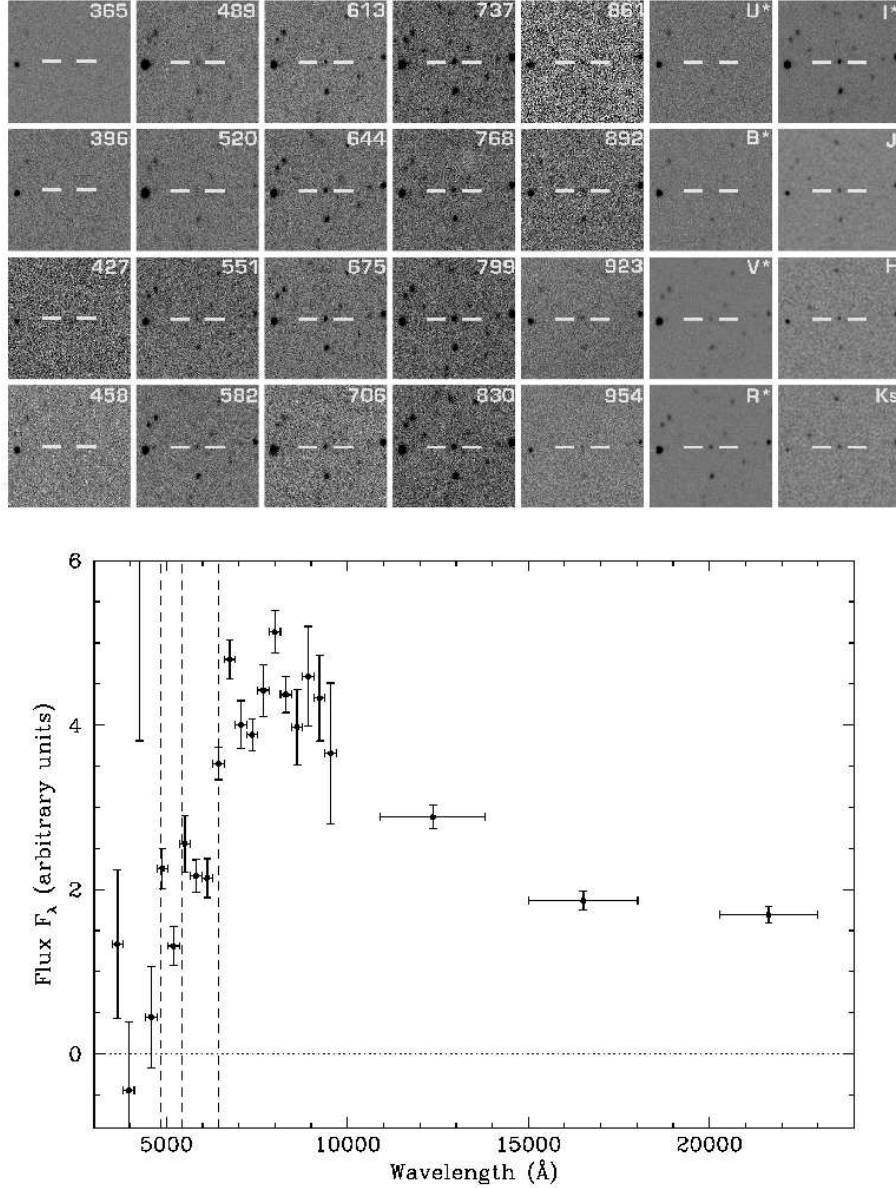 365 489 613 737 861 U* I*
396 520 644 768 892 B* J
427 551 675 799 923 V* H
458 582 706 830 954 R* Ks
6
4
2
0
Flux F_λ (arbitrary units)
5000 10000 15000 20000
Wavelength (Å)